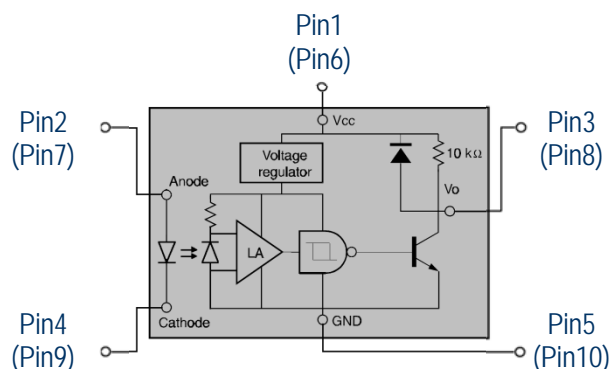 Pin1
(Pin6)
Pin2
(Pin7)
Pin3
(Pin8)
Vcc
Voltage
regulator
10 kΩ
Anode
Vo
LA
Cathode
GND
Pin4
(Pin9)
Pin5
(Pin10)